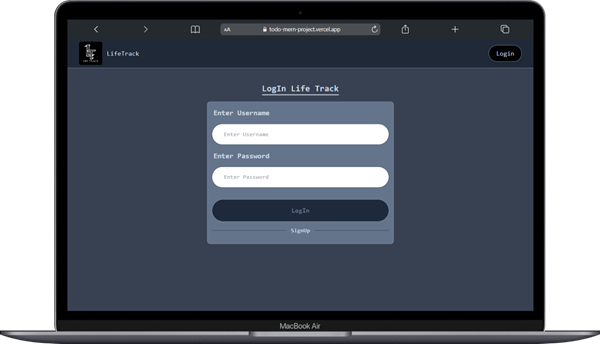 AA
todo-mern-project.vercel.app
LifeTrack
Login
LogIn Life Track
Enter Username
Enter Username
Enter Password
Enter Password
LogIn
SignUp
MacBook Air